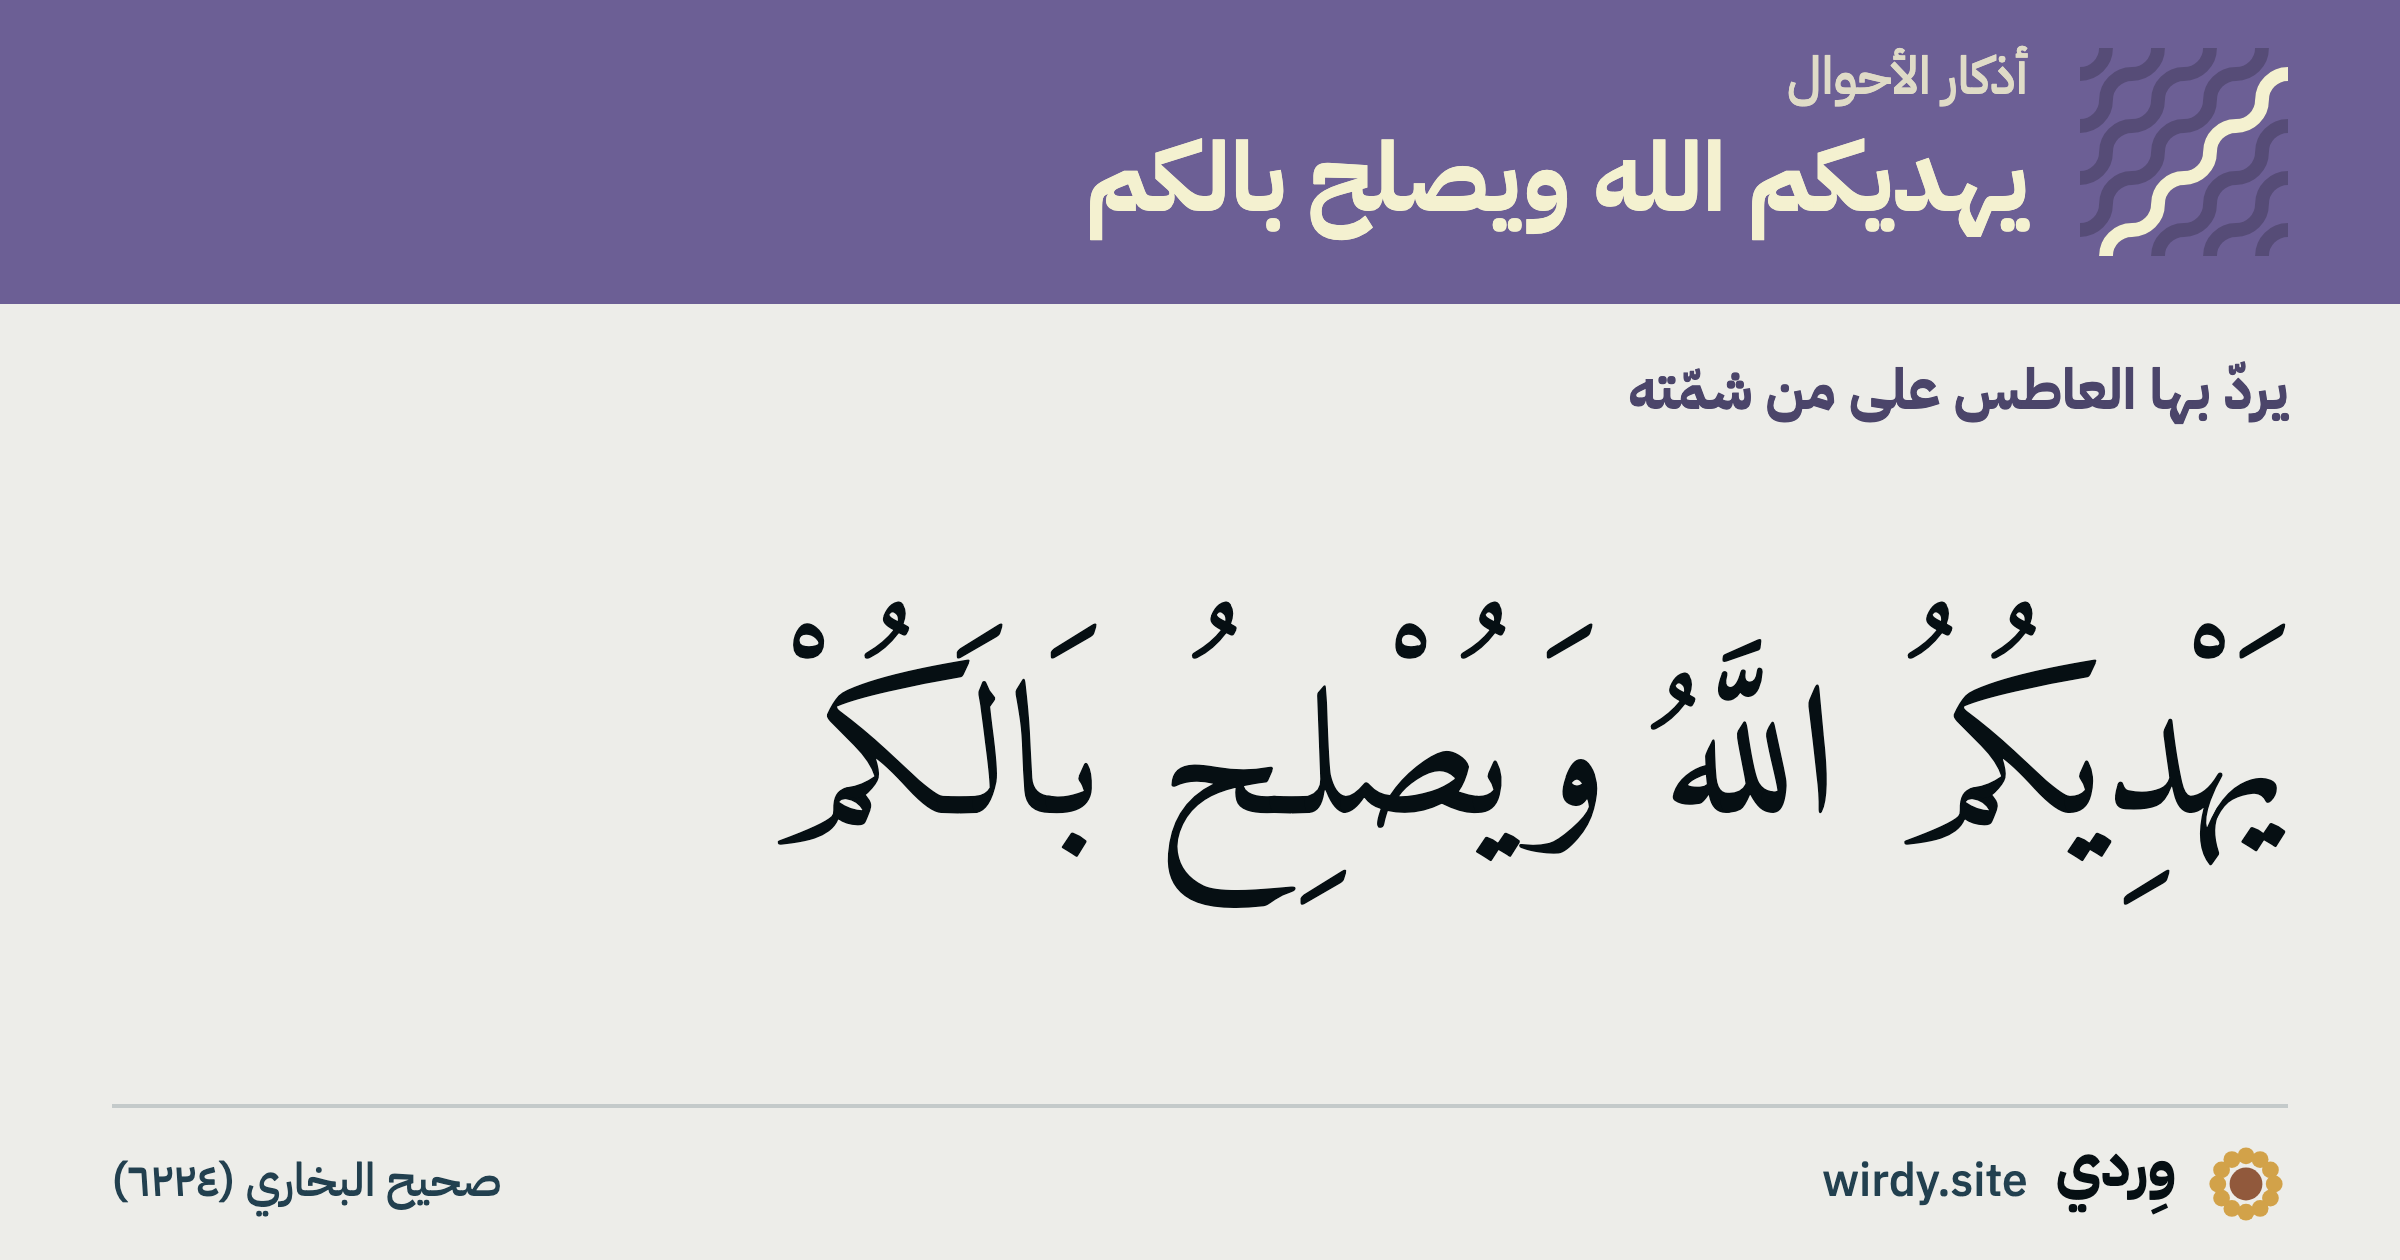 أذكار الأحوال
يهديكم الله ويصلح بالكم
يردّ بها العاطس على من شمّته
يَهْدِيكُمُ اللَّهُ وَيُصْلِحُ بَالَكُمْ
وِردي wirdy.site
صحيح البخاري (٦٢٢٤)